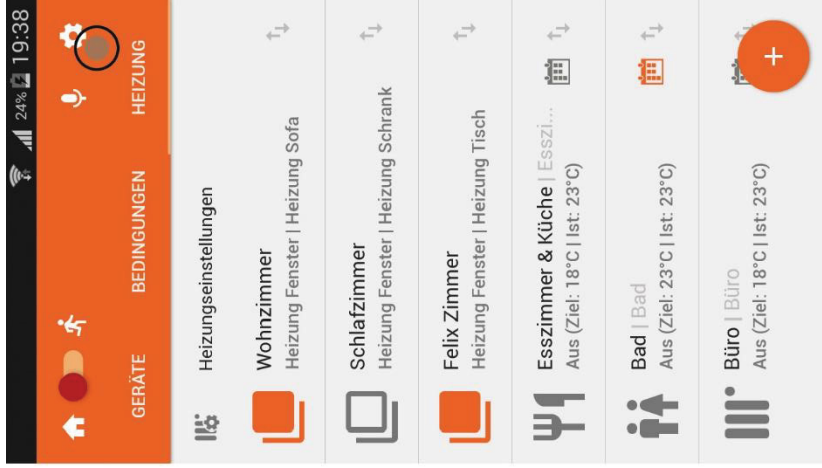 24% 19:38
GERÄTE BEDINGUNGEN HEIZUNG
Heizungseinstellungen
Wohnzimmer
Heizung Fenster | Heizung Sofa
Schlafzimmer
Heizung Fenster | Heizung Schrank
Felix Zimmer
Heizung Fenster | Heizung Tisch
Esszimmer & Küche | Esszi...
Aus (Ziel: 18°C | Ist: 23°C)
Bad | Bad
Aus (Ziel: 23°C | Ist: 23°C)
Büro | Büro
Aus (Ziel: 18°C | Ist: 23°C)
+